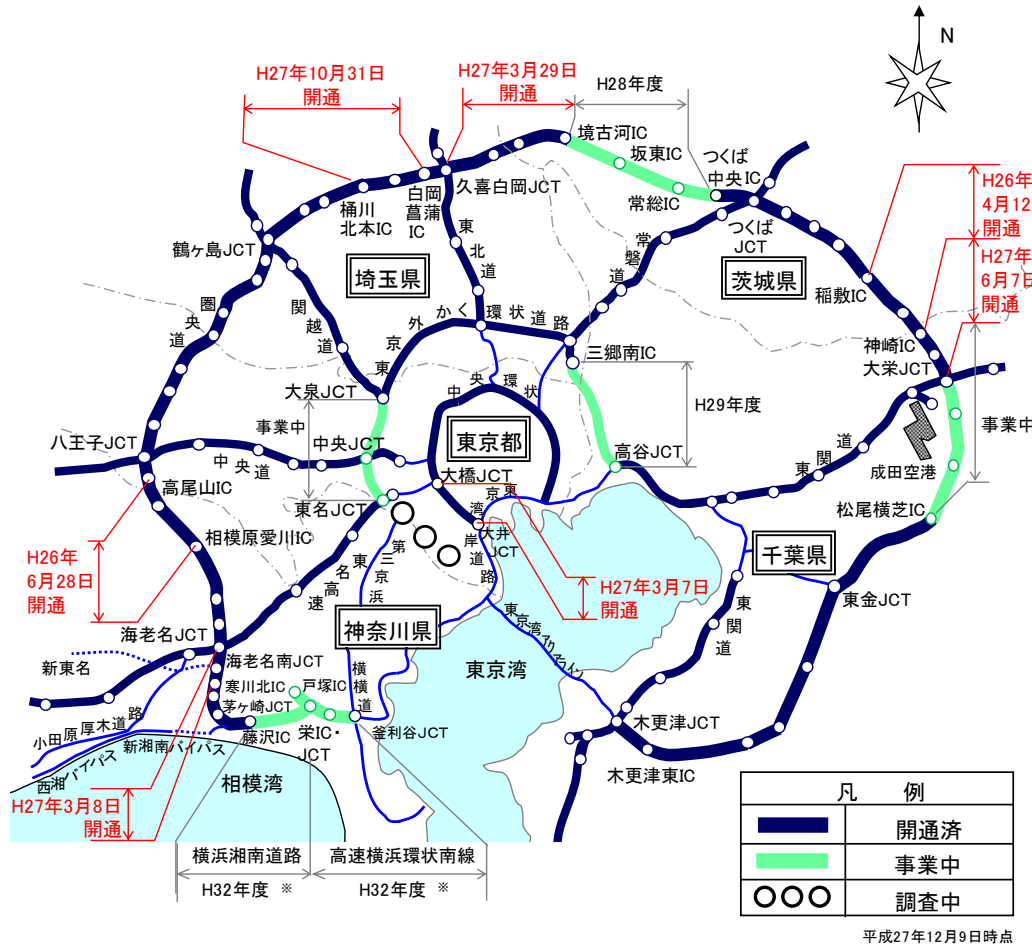 N
H27年10月31日
開通
H27年3月29日
開通
H28年度
境古河IC
坂東IC
つくば
中央IC
常総IC
久喜白岡JCT
白岡
菖蒲
IC
桶川
北本IC
鶴ヶ島JCT
つくば
JCT
H26年
4月12
開通
H27年
6月7日
開通
埼玉県
茨城県
東北道
常磐道
稲敷IC
圏央道
関越道
東京外かく環状道路
神崎IC
大栄JCT
三郷南IC
大泉JCT
中央環状
H29年度
事業中
事業中
八王子JCT
中央道
中央JCT
東京都
高谷JCT
東関道
成田空港
高尾山IC
大橋JCT
東名JCT
東京湾岸道路
松尾横芝IC
相模原愛川IC
大井
JCT
千葉県
H26年
6月28日
開通
東名高速
第三京浜
H27年3月7日
開通
東金JCT
神奈川県
東関道
海老名JCT
東京湾アクアライン
新東名
海老名南JCT
東京湾
寒川北IC
戸塚IC
横横道
茅ヶ崎JCT
木更津JCT
小田原厚木道路
新湘南バイパス
藤沢IC
栄IC・
JCT
釜利谷JCT
西湘バイパス
木更津東IC
相模湾
H27年3月8日
開通
凡 例
開通済
横浜湘南道路
高速横浜環状南線
事業中
H32年度 ※
H32年度 ※
調査中
平成27年12月9日時点